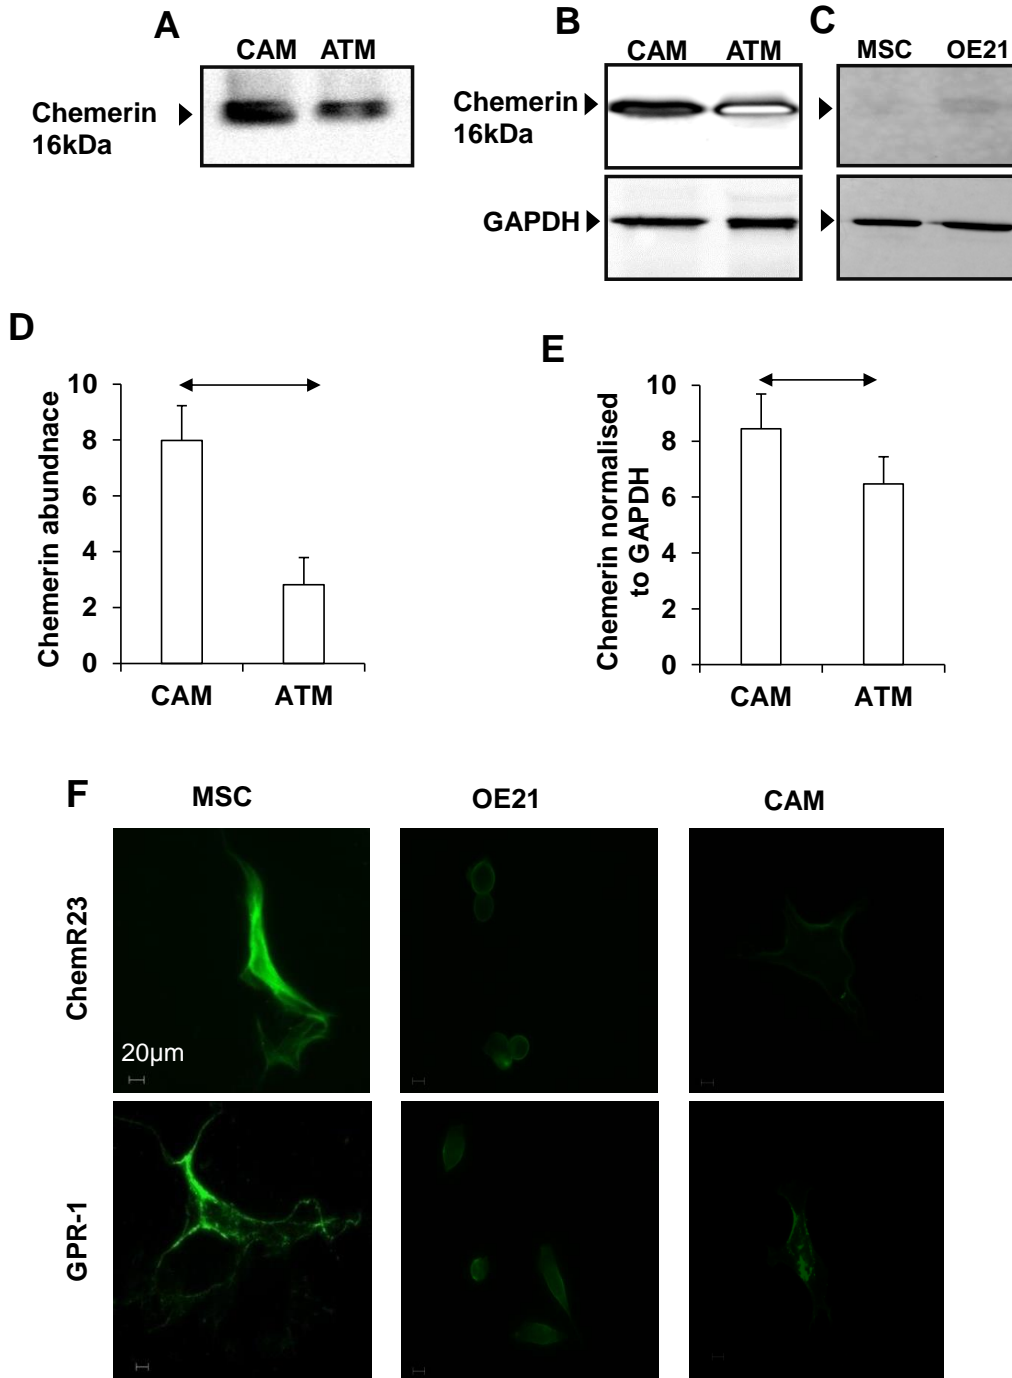 A
CAM ATM
Chemerin
16kDa
B
CAM ATM
Chemerin
16kDa
GAPDH
C
MSC OE21
D
Chemerin abundnace
10
8
6
4
2
0
CAM ATM
E
Chemerin normalised
to GAPDH
10
8
6
4
2
0
CAM ATM
F
MSC OE21 CAM
ChemR23
20µm
GPR-1